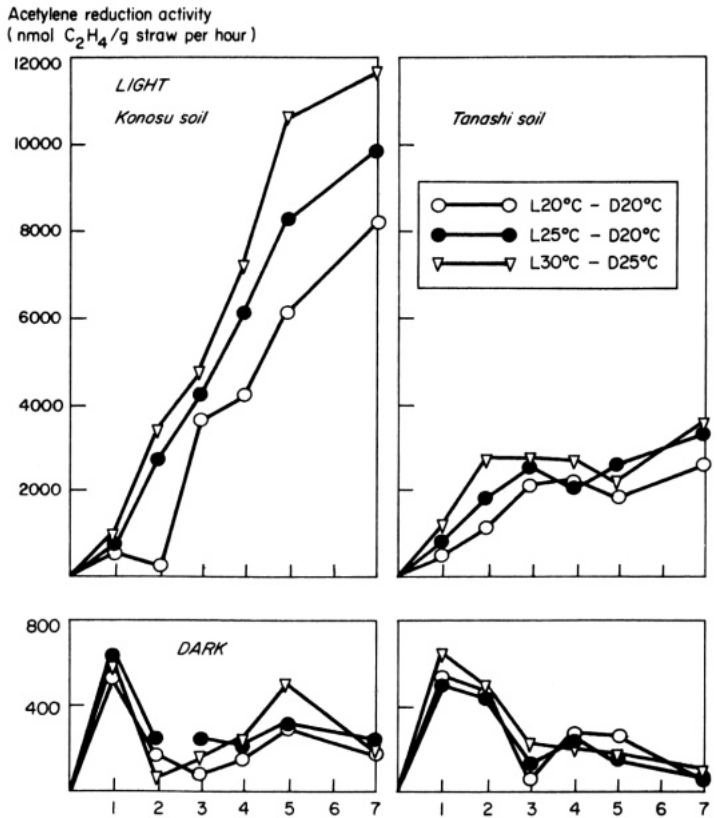 Acetylene reduction activity
(nmol C₂H₄/g straw per hour)
12000
10000
8000
6000
4000
2000
LIGHT
Konosu soil
Tanashi soil
L20°C – D20°C
L25°C – D20°C
L30°C – D25°C
800
400
DARK
1 2 3 4 5 7
1 2 3 4 5 7